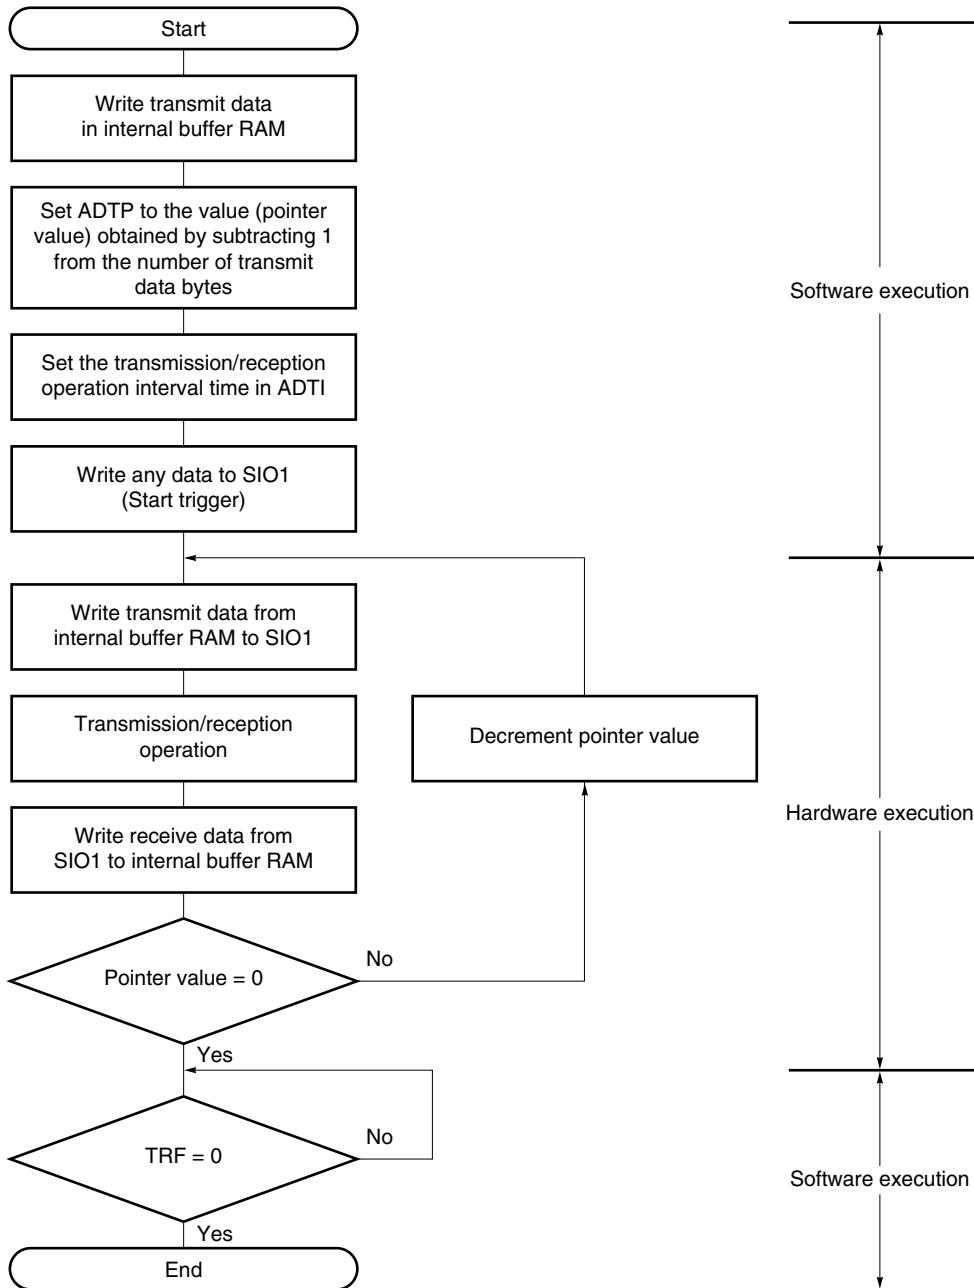 Start
Write transmit data
in internal buffer RAM
Set ADTP to the value (pointer
value) obtained by subtracting 1
from the number of transmit
data bytes
Software execution
Set the transmission/reception
operation interval time in ADTI
Write any data to SIO1
(Start trigger)
Write transmit data from
internal buffer RAM to SIO1
Transmission/reception
operation
Decrement pointer value
Write receive data from
SIO1 to internal buffer RAM
Hardware execution
Pointer value = 0
No
Yes
TRF = 0
No
Software execution
Yes
End